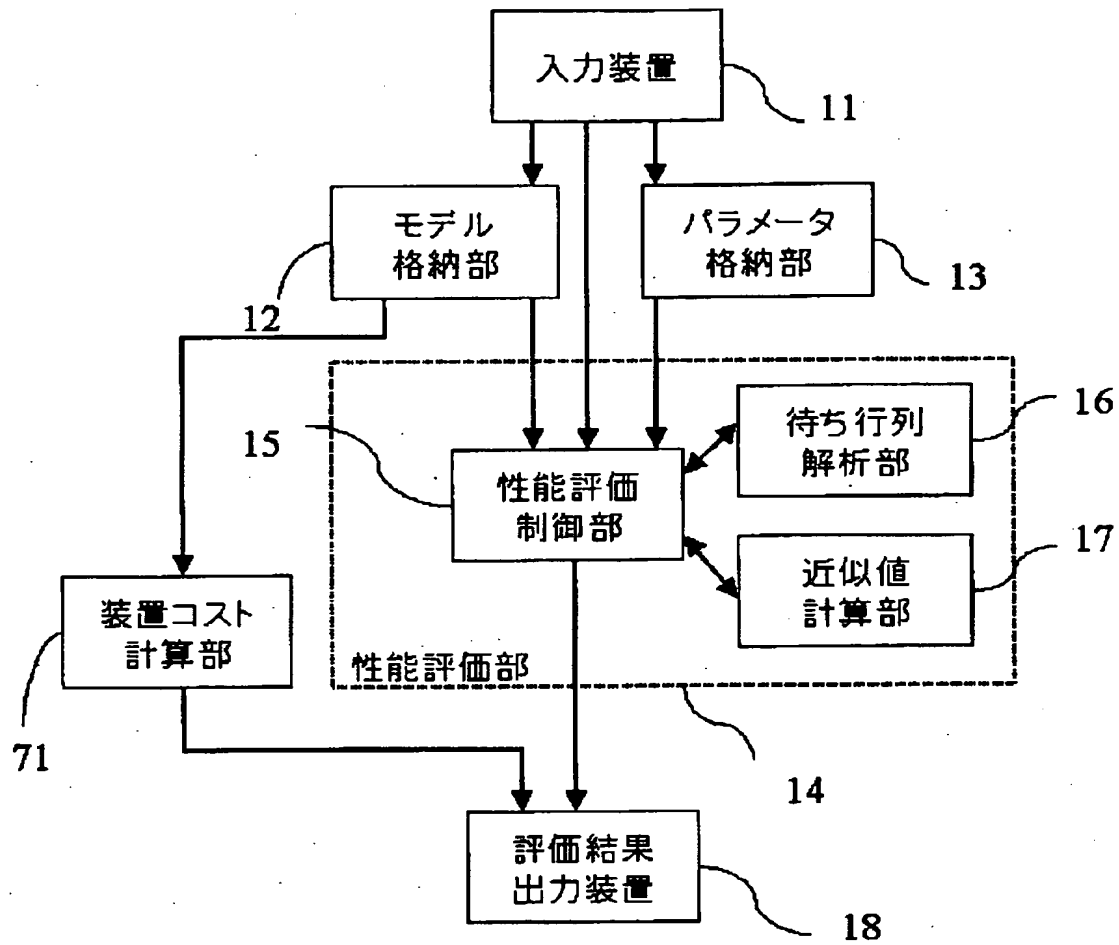 入力装置
11
モデル
格納部
12
パラメータ
格納部
13
待ち行列
解析部
16
15
性能評価
制御部
近似値
計算部
17
装置コスト
計算部
71
性能評価部
14
評価結果
出力装置
18